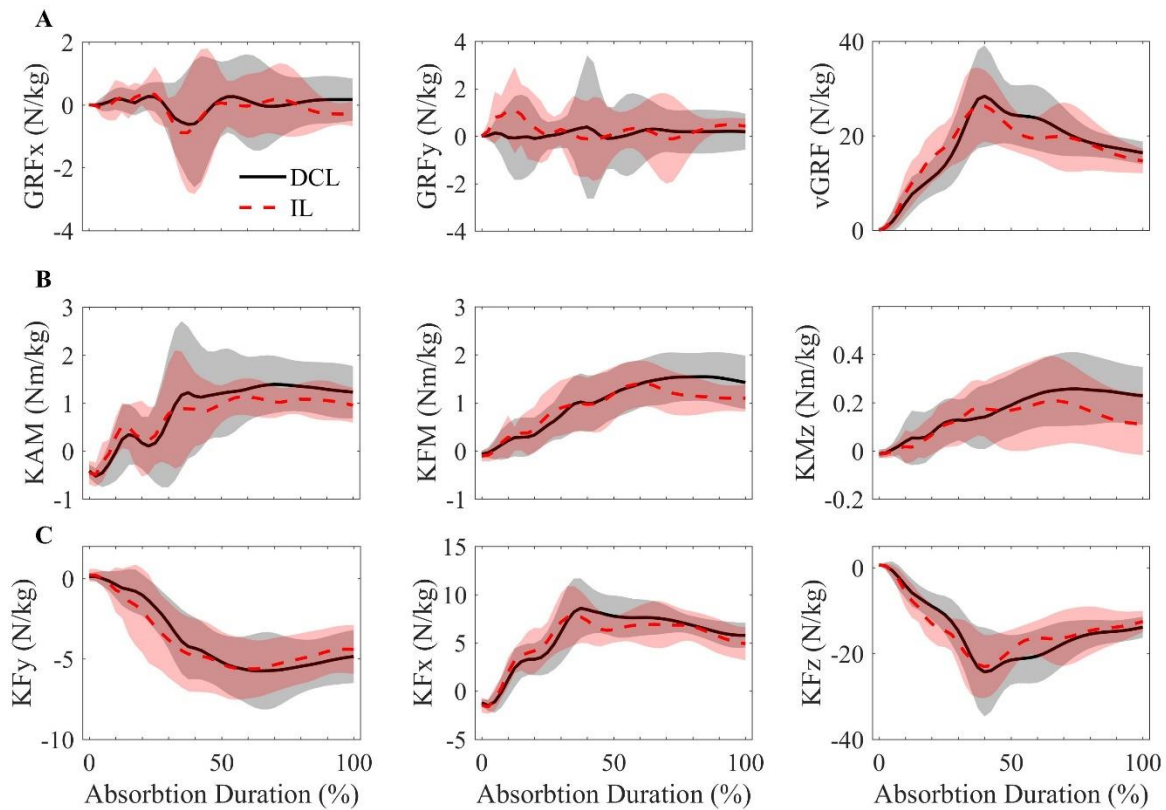 A
2
0
-2
-4
GRFx (N/kg)
DCL
IL
4
2
0
-2
-4
GRFy (N/kg)
40
20
0
vGRF (N/kg)
B
3
2
1
0
-1
KAM (Nm/kg)
3
2
1
0
-1
KFM (Nm/kg)
0.4
0.2
0
-0.2
KMz (Nm/kg)
C
0
-5
-10
KFy (N/kg)
0 50 100
Absorbtion Duration (%)
15
10
5
0
-5
KFx (N/kg)
0 50 100
Absorbtion Duration (%)
0
-20
-40
KFz (N/kg)
0 50 100
Absorbtion Duration (%)